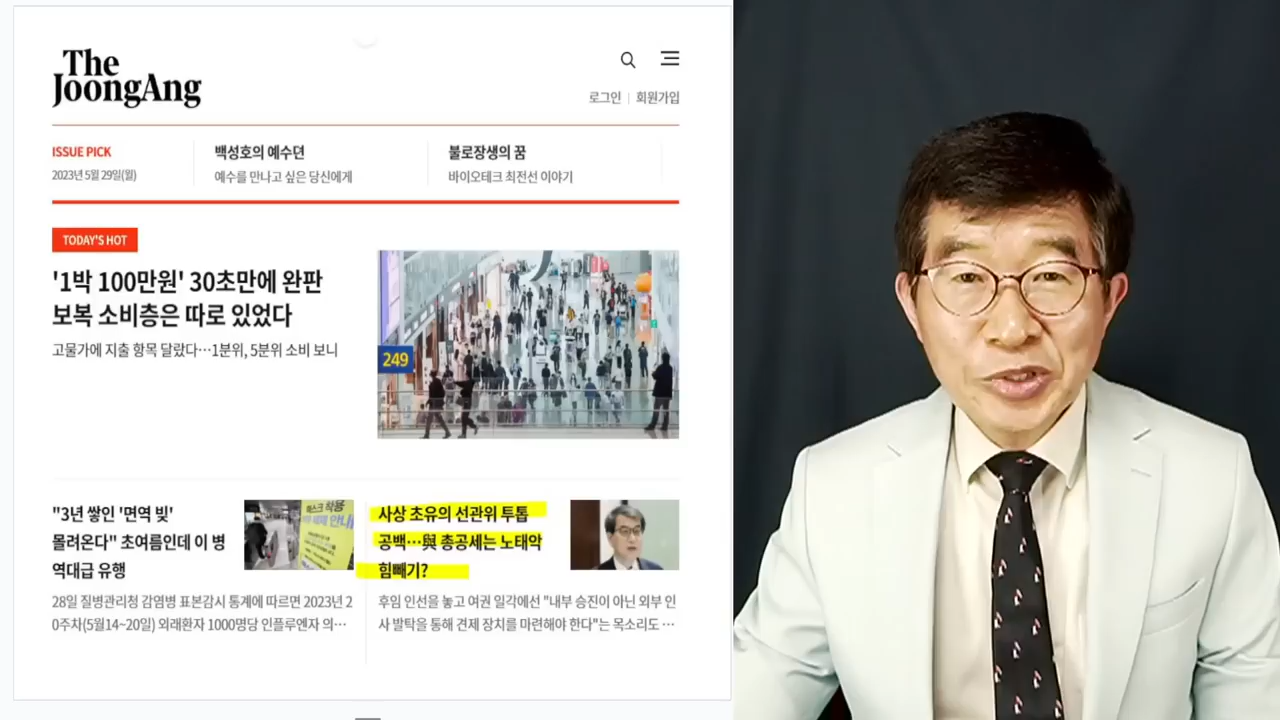 The
JoongAng
로그인 | 회원가입
ISSUE PICK
2023년 5월 29일(월)
백성호의 예수뎐
예수를 만나고 싶은 당신에게
불로장생의 꿈
바이오테크 최전선 이야기
TODAY'S HOT
'1박 100만원' 30초만에 완판
보복 소비층은 따로 있었다
고물가에 지출 항목 달랐다…1분위, 5분위 소비 보니
249
"3년 쌓인 '면역 빚'
몰려온다" 초여름인데 이 병
역대급 유행
28일 질병관리청 감염병 표본감시 통계에 따르면 2023년 2
0주차(5월14~20일) 외래환자 1000명당 인플루엔자 의…
마스크 착용
사상 초유의 선관위 투톱
공백…與 총공세는 노태악
힘빼기?
후임 인선을 놓고 여권 일각에선 "내부 승진이 아닌 외부 인
사 발탁을 통해 견제 장치를 마련해야 한다"는 목소리도 …